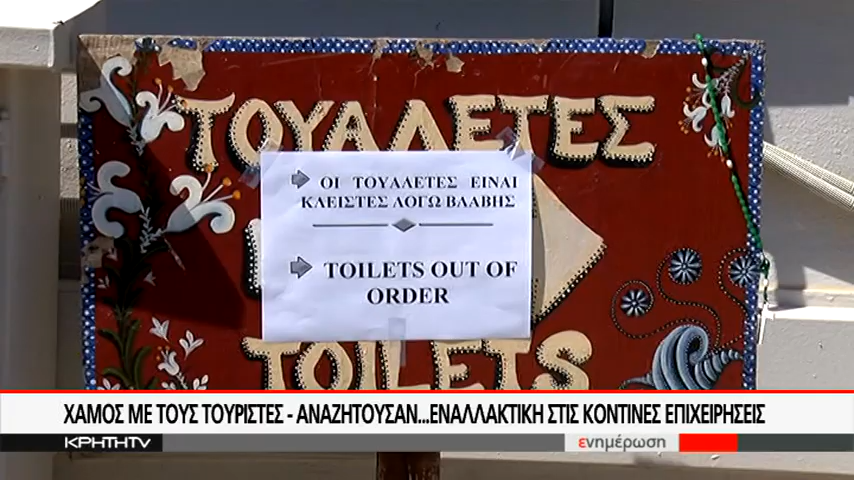 ΤΟΥΑΛΕΤΕΣ
ΟΙ ΤΟΥΑΛΕΤΕΣ ΕΙΝΑΙ
ΚΛΕΙΣΤΕΣ ΛΟΓΩ ΒΛΑΒΗΣ
TOILETS OUT OF
ORDER
TOILETS
ΧΑΜΟΣ ΜΕ ΤΟΥΣ ΤΟΥΡΙΣΤΕΣ - ΑΝΑΖΗΤΟΥΣΑΝ...ΕΝΑΛΛΑΚΤΙΚΗ ΣΤΙΣ ΚΟΝΤΙΝΕΣ ΕΠΙΧΕΙΡΗΣΕΙΣ
ΚΡΗΤΗTV
ενημέρωση